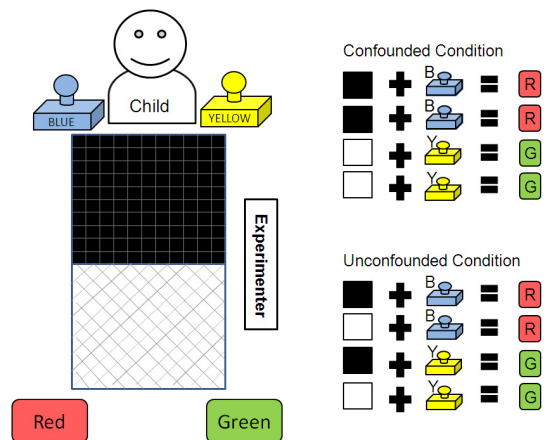 Child
BLUE
YELLOW
Experimenter
Red
Green
Confounded Condition
B
R
B
R
Y
G
Y
G
Unconfounded Condition
B
R
B
R
Y
G
Y
G